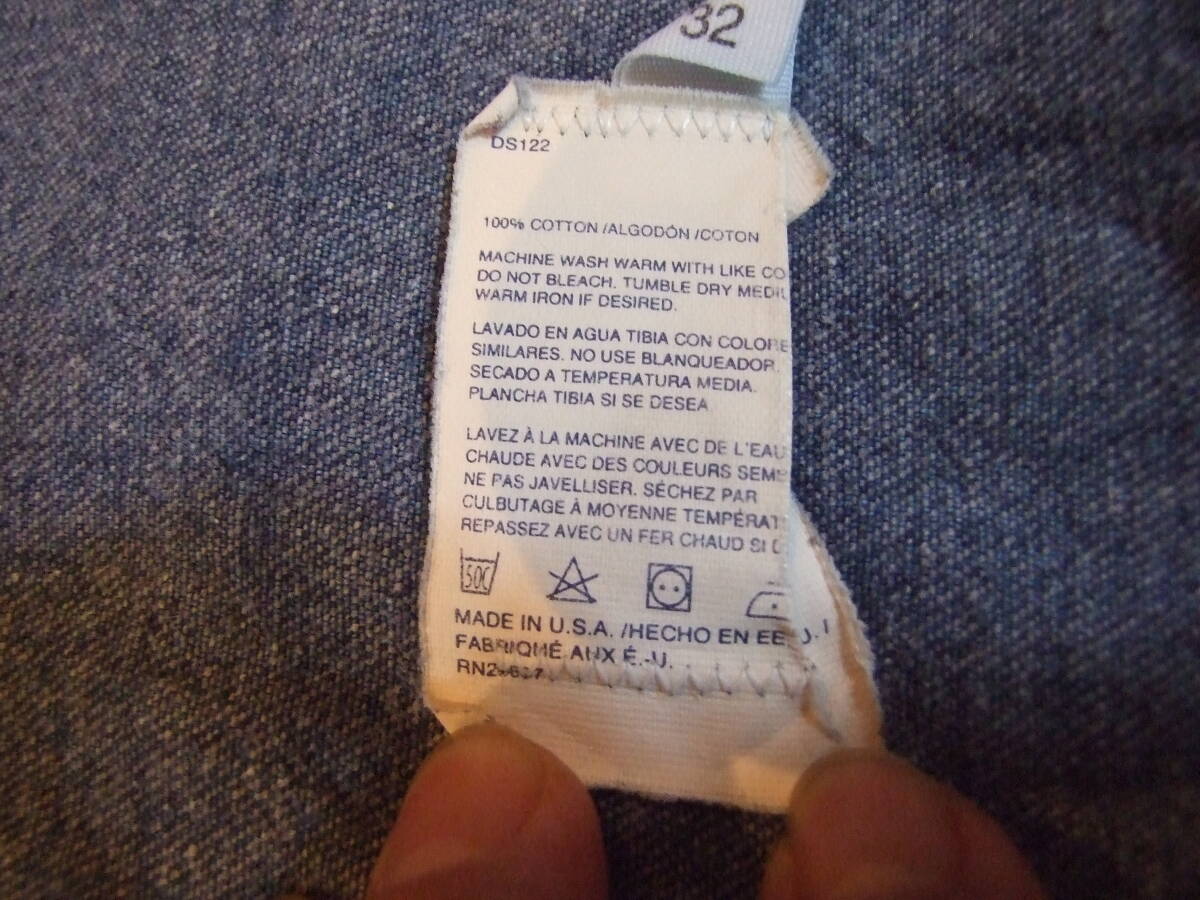 32
DS122
100% COTTON /ALGODÓN /COTON
MACHINE WASH WARM WITH LIKE CO
DO NOT BLEACH. TUMBLE DRY MEDIU
WARM IRON IF DESIRED.
LAVADO EN AGUA TIBIA CON COLORE
SIMILARES. NO USE BLANQUEADOR.
SECADO A TEMPERATURA MEDIA.
PLANCHA TIBIA SI SE DESEA
LAVEZ À LA MACHINE AVEC DE L'EAU
CHAUDE AVEC DES COULEURS SEM
NE PAS JAVELLISER. SÉCHEZ PAR
CULBUTAGE À MOYENNE TEMPÉRAT
REPASSEZ AVEC UN FER CHAUD SI D
50C
MADE IN U.S.A. /HECHO EN EE.U.
FABRIQUÉ AUX É.-U.